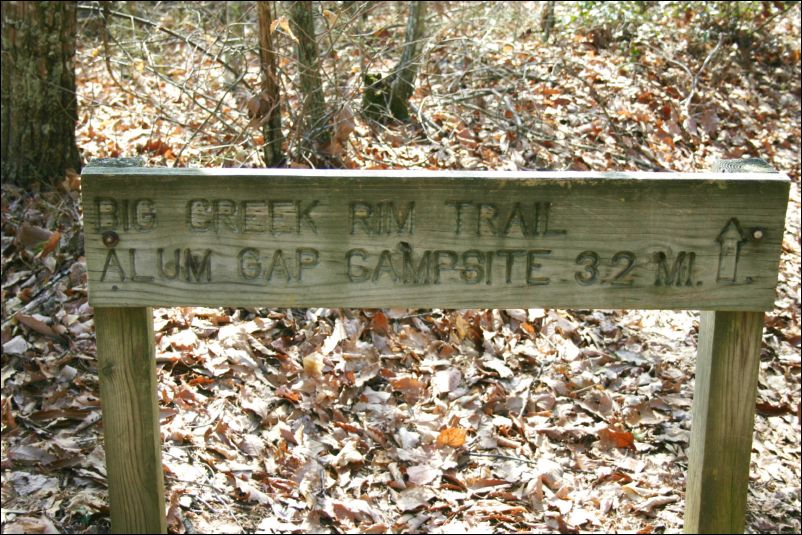 BIG CREEK RIM TRAIL
ALUM GAP CAMPSITE 3.2 MI.